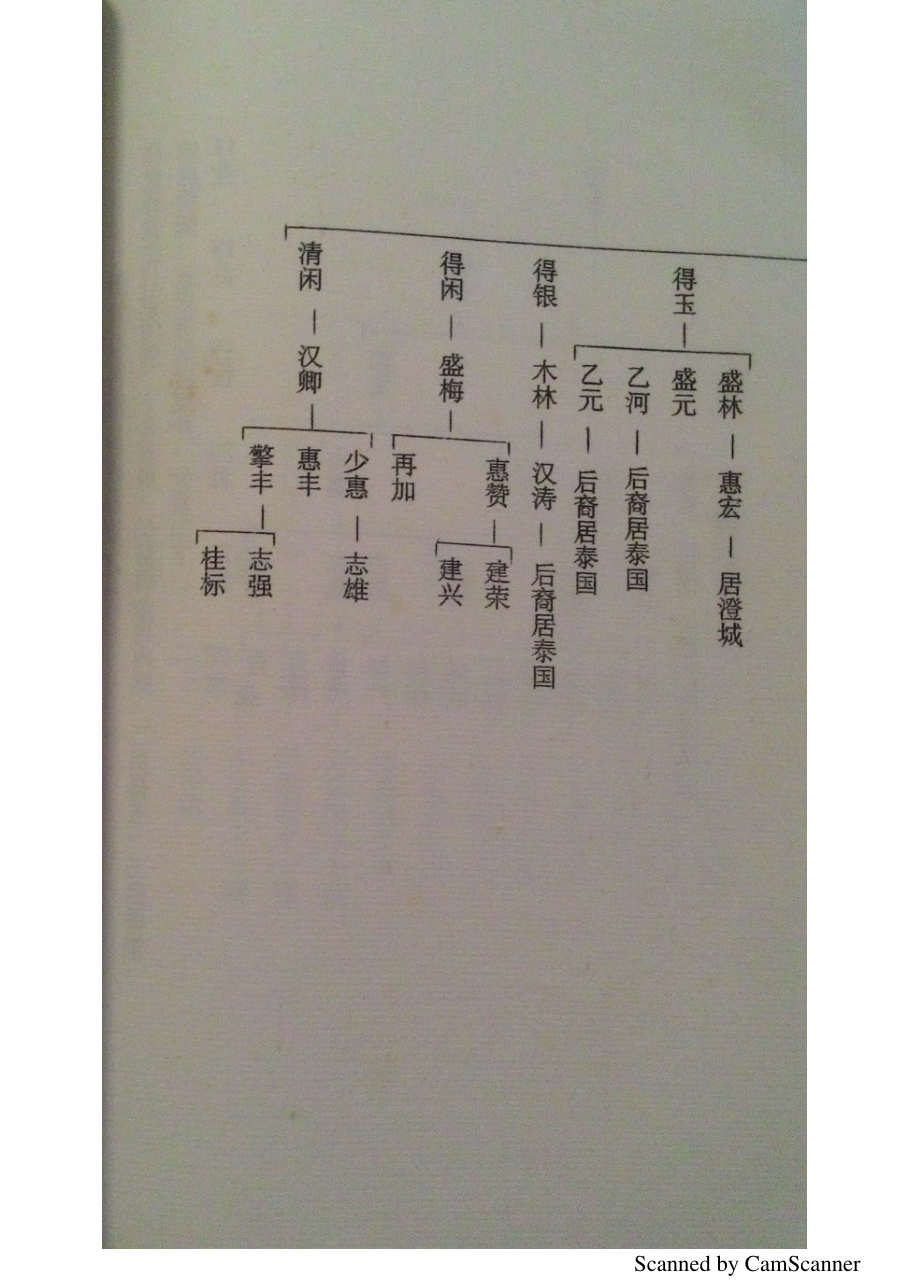 得玉
盛林 — 惠宏 — 居澄城
盛元
乙河 — 后裔居泰国
乙元 — 后裔居泰国
得银 — 木林 — 汉涛 — 后裔居泰国
得闲 — 盛梅
惠赞
建荣
建兴
再加
清闲 — 汉卿
少惠 — 志雄
惠丰
擎丰
志强
桂标
Scanned by CamScanner